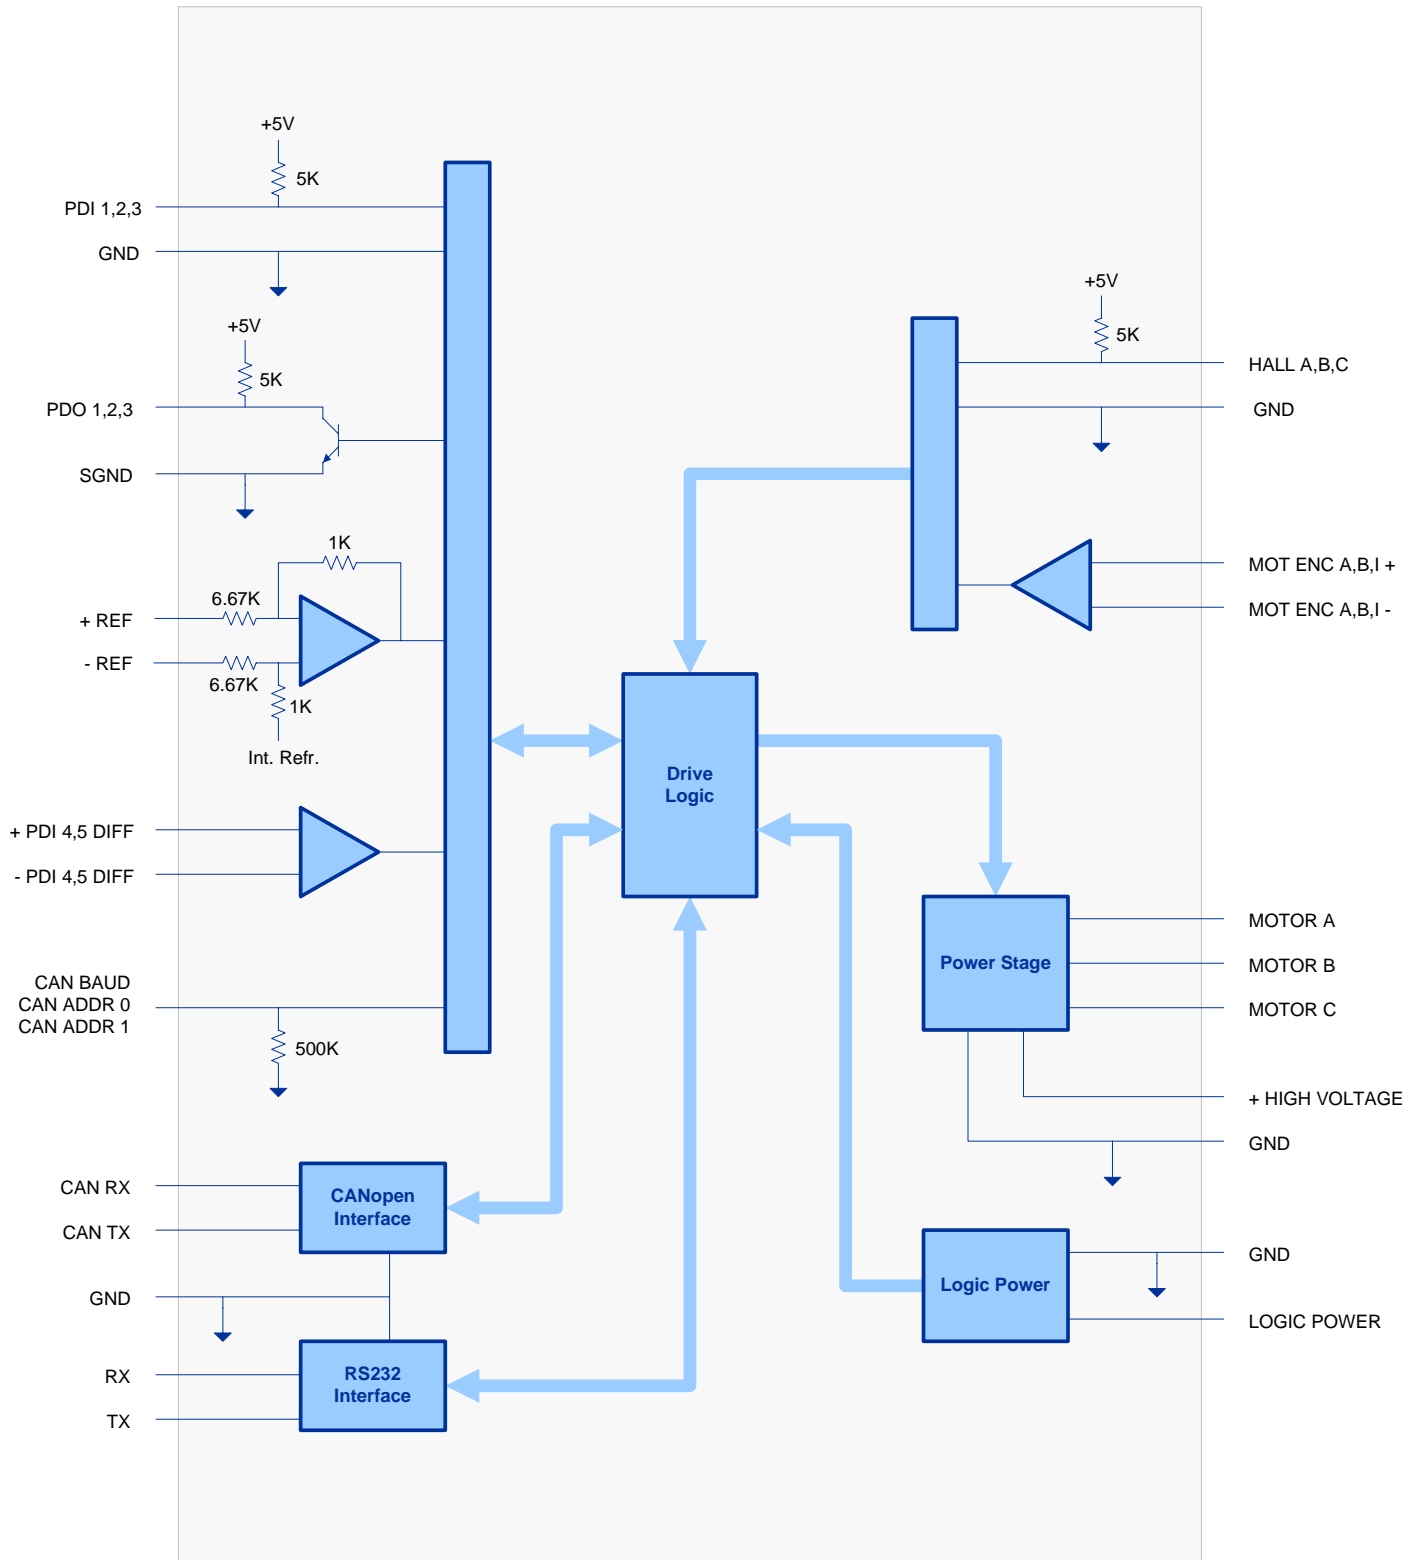 +5V
5K
PDI 1,2,3
GND
+5V
5K
PDO 1,2,3
SGND
1K
6.67K
+ REF
- REF
6.67K
1K
Int. Refr.
+ PDI 4,5 DIFF
- PDI 4,5 DIFF
CAN BAUD
CAN ADDR 0
CAN ADDR 1
500K
CAN RX
CAN TX
CANopen
Interface
GND
RX
TX
RS232
Interface
Drive
Logic
+5V
5K
HALL A,B,C
GND
MOT ENC A,B,I +
MOT ENC A,B,I -
Power Stage
MOTOR A
MOTOR B
MOTOR C
+ HIGH VOLTAGE
GND
Logic Power
GND
LOGIC POWER